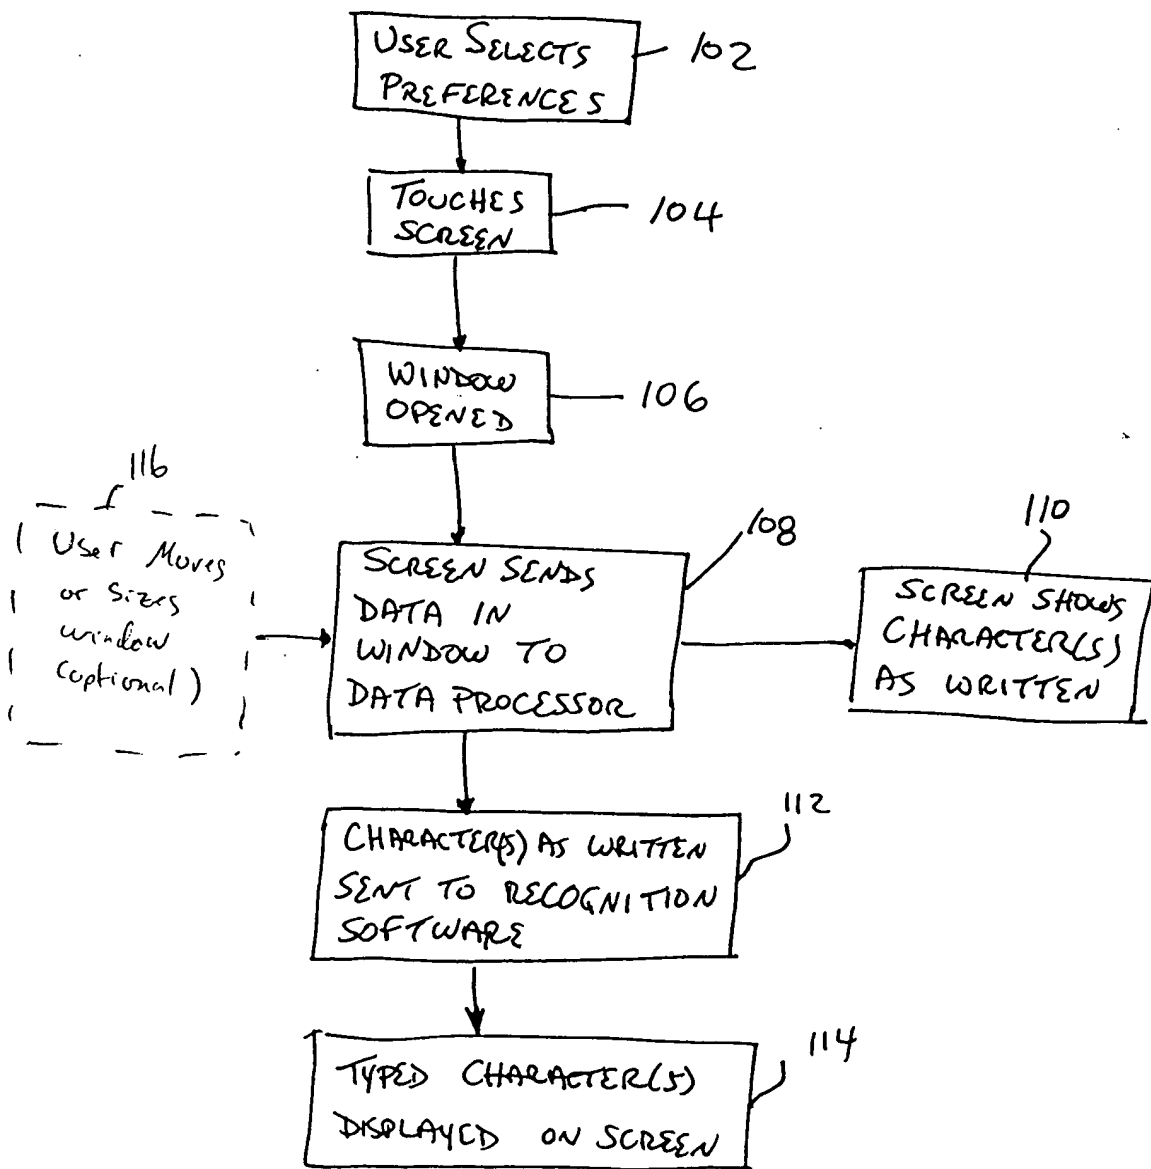 USER SELECTS
PREFERENCES
102
TOUCHES
SCREEN
104
WINDOW
OPENED
106
116
User Moves
or Sizes
window
(optional)
SCREEN SENDS
DATA IN
WINDOW TO
DATA PROCESSOR
108
110
SCREEN SHOWS
CHARACTER(S)
AS WRITTEN
CHARACTER(S) AS WRITTEN
SENT TO RECOGNITION
SOFTWARE
112
TYPED CHARACTER(S)
DISPLAYED ON SCREEN
114